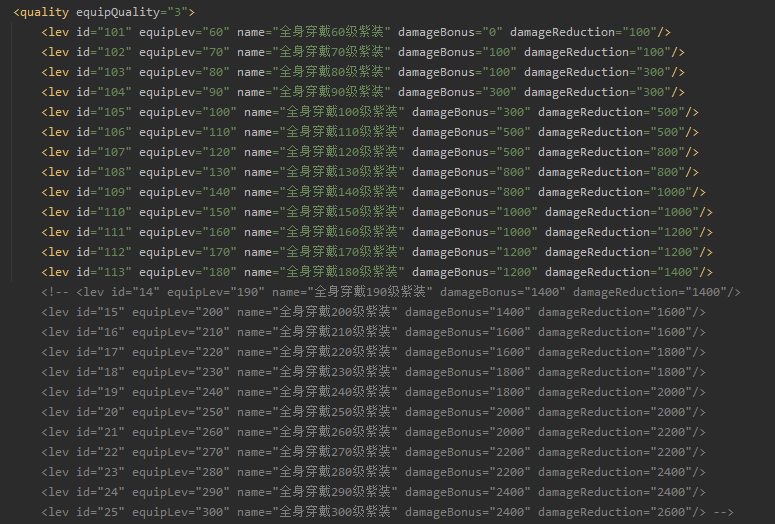 <quality equipQuality="3">
<lev id="101" equipLev="60" name="全身穿戴60级紫装" damageBonus="0" damageReduction="100"/>
<lev id="102" equipLev="70" name="全身穿戴70级紫装" damageBonus="100" damageReduction="100"/>
<lev id="103" equipLev="80" name="全身穿戴80级紫装" damageBonus="100" damageReduction="300"/>
<lev id="104" equipLev="90" name="全身穿戴90级紫装" damageBonus="300" damageReduction="300"/>
<lev id="105" equipLev="100" name="全身穿戴100级紫装" damageBonus="300" damageReduction="500"/>
<lev id="106" equipLev="110" name="全身穿戴110级紫装" damageBonus="500" damageReduction="500"/>
<lev id="107" equipLev="120" name="全身穿戴120级紫装" damageBonus="500" damageReduction="800"/>
<lev id="108" equipLev="130" name="全身穿戴130级紫装" damageBonus="800" damageReduction="800"/>
<lev id="109" equipLev="140" name="全身穿戴140级紫装" damageBonus="800" damageReduction="1000"/>
<lev id="110" equipLev="150" name="全身穿戴150级紫装" damageBonus="1000" damageReduction="1000"/>
<lev id="111" equipLev="160" name="全身穿戴160级紫装" damageBonus="1000" damageReduction="1200"/>
<lev id="112" equipLev="170" name="全身穿戴170级紫装" damageBonus="1200" damageReduction="1200"/>
<lev id="113" equipLev="180" name="全身穿戴180级紫装" damageBonus="1200" damageReduction="1400"/>
<!-- <lev id="14" equipLev="190" name="全身穿戴190级紫装" damageBonus="1400" damageReduction="1400"/>
<lev id="15" equipLev="200" name="全身穿戴200级紫装" damageBonus="1400" damageReduction="1600"/>
<lev id="16" equipLev="210" name="全身穿戴210级紫装" damageBonus="1600" damageReduction="1600"/>
<lev id="17" equipLev="220" name="全身穿戴220级紫装" damageBonus="1600" damageReduction="1800"/>
<lev id="18" equipLev="230" name="全身穿戴230级紫装" damageBonus="1800" damageReduction="1800"/>
<lev id="19" equipLev="240" name="全身穿戴240级紫装" damageBonus="1800" damageReduction="2000"/>
<lev id="20" equipLev="250" name="全身穿戴250级紫装" damageBonus="2000" damageReduction="2000"/>
<lev id="21" equipLev="260" name="全身穿戴260级紫装" damageBonus="2000" damageReduction="2200"/>
<lev id="22" equipLev="270" name="全身穿戴270级紫装" damageBonus="2200" damageReduction="2200"/>
<lev id="23" equipLev="280" name="全身穿戴280级紫装" damageBonus="2200" damageReduction="2400"/>
<lev id="24" equipLev="290" name="全身穿戴290级紫装" damageBonus="2400" damageReduction="2400"/>
<lev id="25" equipLev="300" name="全身穿戴300级紫装" damageBonus="2400" damageReduction="2600"/> -->